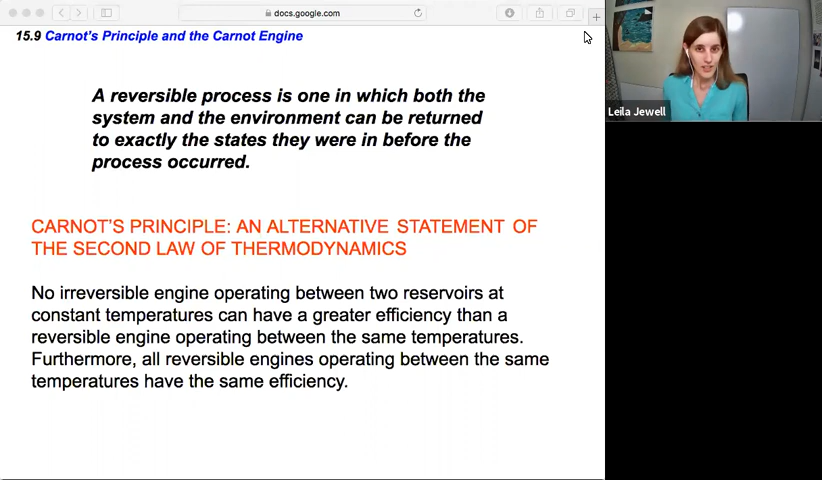 docs.google.com
15.9 Carnot's Principle and the Carnot Engine
A reversible process is one in which both the
system and the environment can be returned
to exactly the states they were in before the
process occurred.
CARNOT'S PRINCIPLE: AN ALTERNATIVE STATEMENT OF
THE SECOND LAW OF THERMODYNAMICS
No irreversible engine operating between two reservoirs at
constant temperatures can have a greater efficiency than a
reversible engine operating between the same temperatures.
Furthermore, all reversible engines operating between the same
temperatures have the same efficiency.
Leila Jewell